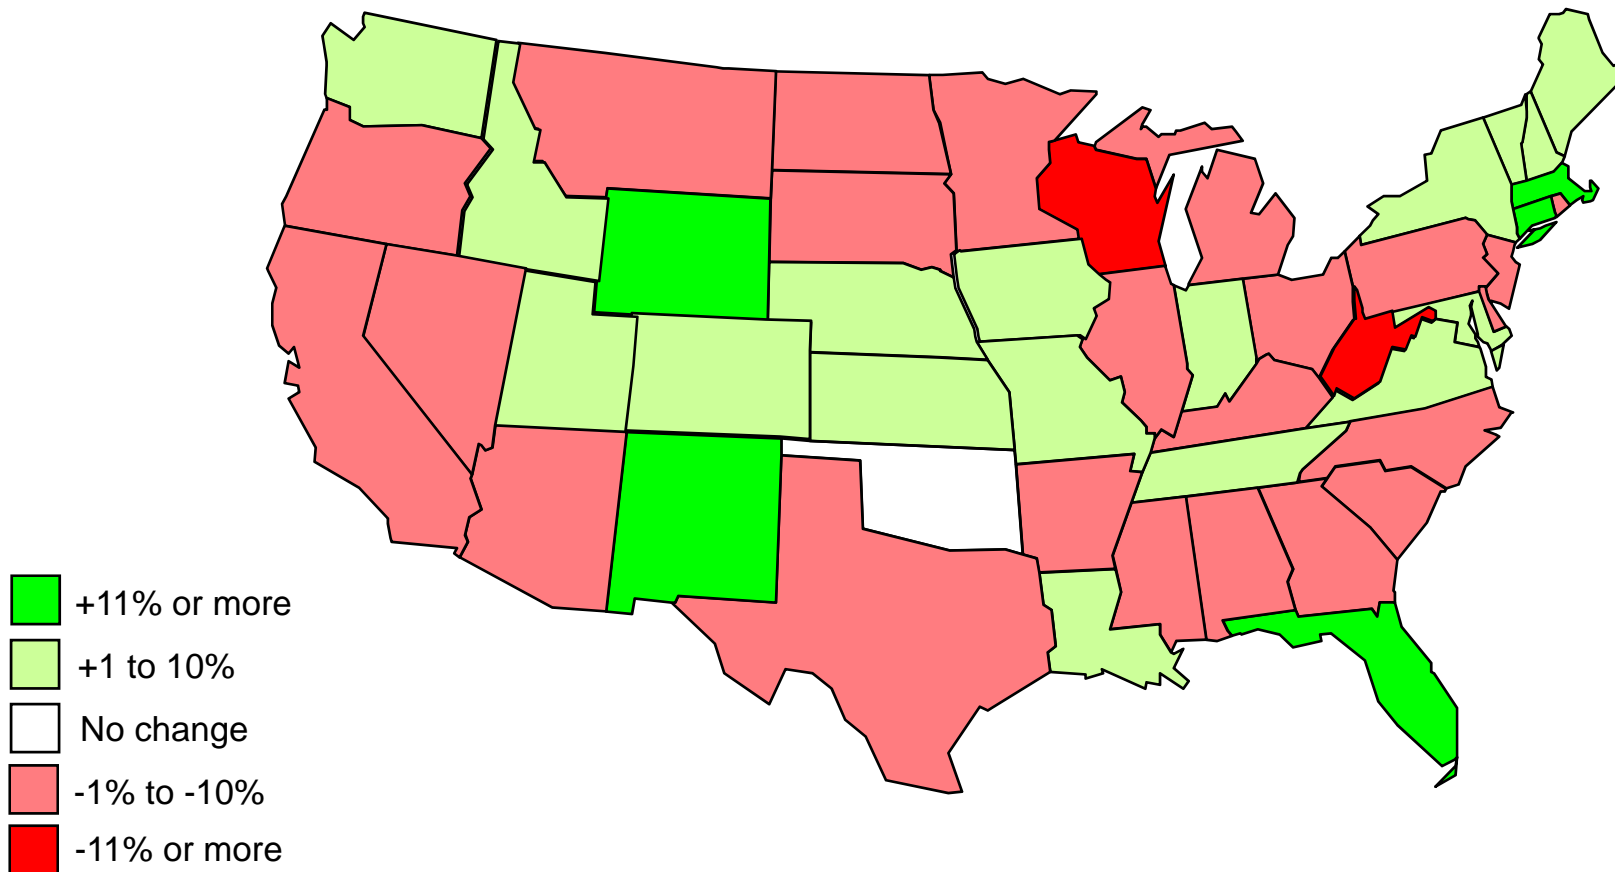 +11% or more
+1 to 10%
No change
-1% to -10%
-11% or more